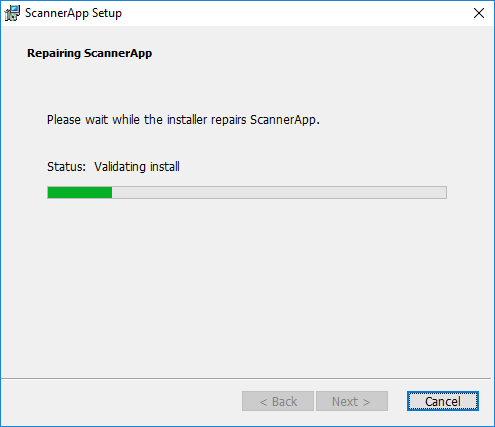 ScannerApp Setup
Repairing ScannerApp
Please wait while the installer repairs ScannerApp.
Status: Validating install
< Back Next > Cancel